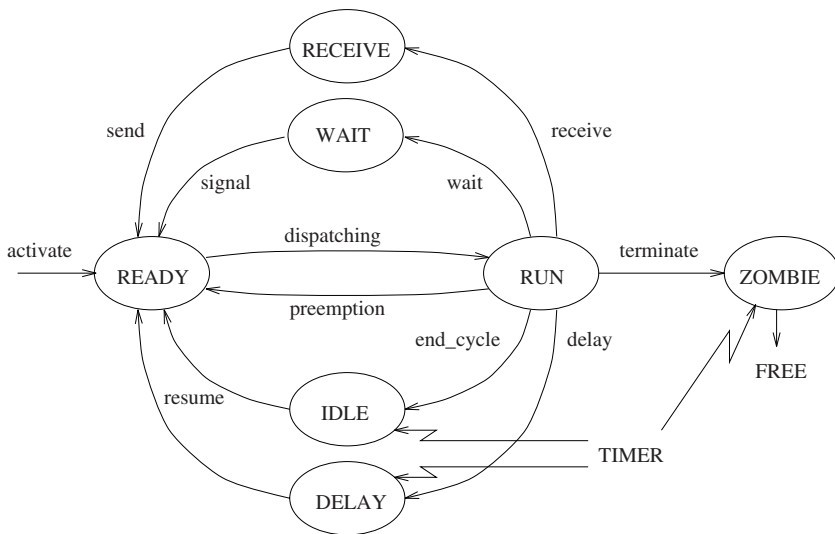 RECEIVE
send
WAIT
receive
signal
wait
activate
dispatching
terminate
READY
RUN
ZOMBIE
preemption
end_cycle
delay
FREE
resume
IDLE
TIMER
DELAY